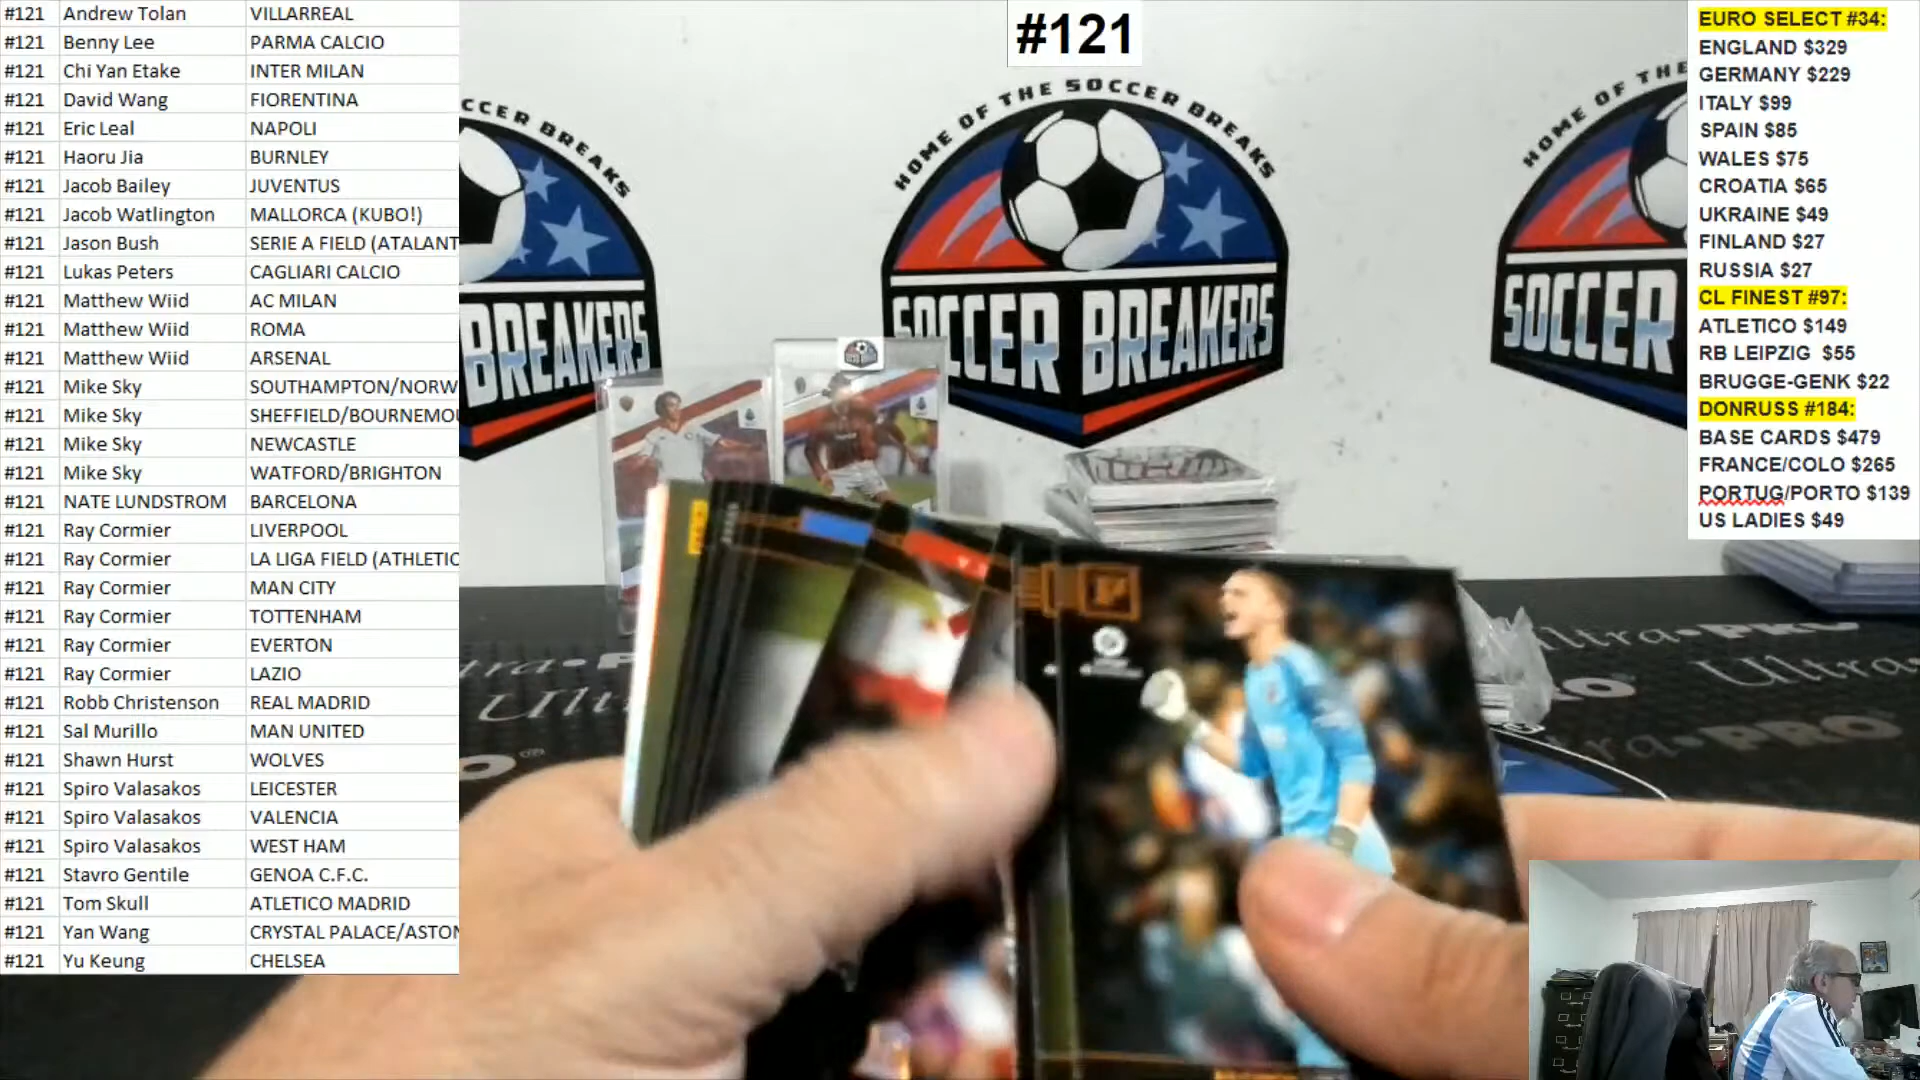 #121 Andrew Tolan VILLARREAL
#121 Benny Lee PARMA CALCIO
#121 Chi Yan Etake INTER MILAN
#121 David Wang FIORENTINA
#121 Eric Leal NAPOLI
#121 Haoru Jia BURNLEY
#121 Jacob Bailey JUVENTUS
#121 Jacob Watlington MALLORCA (KUBO!)
#121 Jason Bush SERIE A FIELD (ATALANT
#121 Lukas Peters CAGLIARI CALCIO
#121 Matthew Wiid AC MILAN
#121 Matthew Wiid ROMA
#121 Matthew Wiid ARSENAL
#121 Mike Sky SOUTHAMPTON/NORW
#121 Mike Sky SHEFFIELD/BOURNEMOU
#121 Mike Sky NEWCASTLE
#121 Mike Sky WATFORD/BRIGHTON
#121 NATE LUNDSTROM BARCELONA
#121 Ray Cormier LIVERPOOL
#121 Ray Cormier LA LIGA FIELD (ATHLETIC
#121 Ray Cormier MAN CITY
#121 Ray Cormier TOTTENHAM
#121 Ray Cormier EVERTON
#121 Ray Cormier LAZIO
#121 Robb Christenson REAL MADRID
#121 Sal Murillo MAN UNITED
#121 Shawn Hurst WOLVES
#121 Spiro Valasakos LEICESTER
#121 Spiro Valasakos VALENCIA
#121 Spiro Valasakos WEST HAM
#121 Stavro Gentile GENOA C.F.C.
#121 Tom Skull ATLETICO MADRID
#121 Yan Wang CRYSTAL PALACE/ASTON
#121 Yu Keung CHELSEA
#121
CCER BREAKS
BREAKERS
HOME OF THE SOCCER BREAKS
SOCCER BREAKERS
HOME OF THE
SOCCER
EURO SELECT #34:
ENGLAND $329
GERMANY $229
ITALY $99
SPAIN $85
WALES $75
CROATIA $65
UKRAINE $49
FINLAND $27
RUSSIA $27
CL FINEST #97:
ATLETICO $149
RB LEIPZIG $55
BRUGGE-GENK $22
DONRUSS #184:
BASE CARDS $479
FRANCE/COLO $265
PORTUG/PORTO $139
US LADIES $49
Ultra•PRO
Ultra